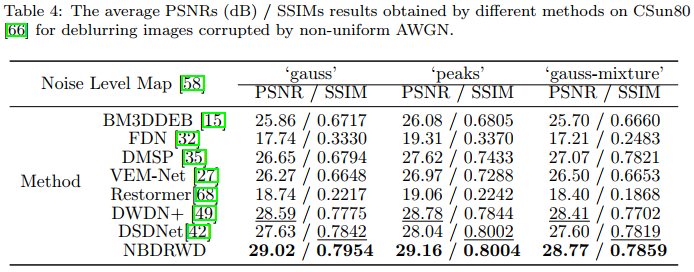 Table 4: The average PSNRs (dB) / SSIMs results obtained by different methods on CSun80
[66] for deblurring images corrupted by non-uniform AWGN.
Noise Level Map [58] 'gauss' 'peaks' 'gauss-mixture'
PSNR / SSIM PSNR / SSIM PSNR / SSIM
BM3DDEB [15] 25.86 / 0.6717 26.08 / 0.6805 25.70 / 0.6660
FDN [32] 17.74 / 0.3330 19.31 / 0.3370 17.21 / 0.2483
DMSP [35] 26.65 / 0.6794 27.62 / 0.7433 27.07 / 0.7821
Method VEM-Net [27] 26.27 / 0.6648 26.97 / 0.7288 26.50 / 0.6653
Restormer [68] 18.74 / 0.2217 19.06 / 0.2242 18.40 / 0.1868
DWDN+ [49] 28.59 / 0.7775 28.78 / 0.7844 28.41 / 0.7702
DSDNet [42] 27.63 / 0.7842 28.04 / 0.8002 27.60 / 0.7819
NBDRWD 29.02 / 0.7954 29.16 / 0.8004 28.77 / 0.7859